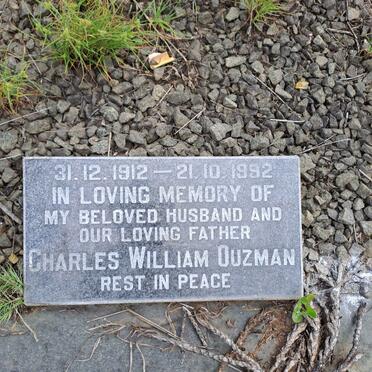 31.12.1912 — 21.10.1992
IN LOVING MEMORY OF
MY BELOVED HUSBAND AND
OUR LOVING FATHER
CHARLES WILLIAM OUZMAN
REST IN PEACE